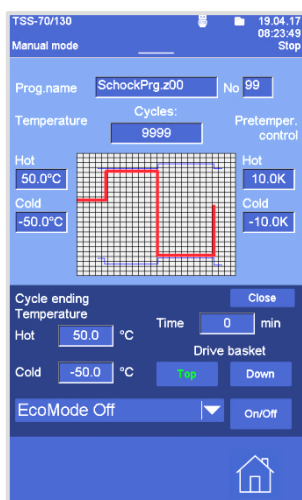 TSS-70/130 19.04.17
08:23:49
Manual mode Stop
Prog.name SchockPrg.z00 No 99
Temperature Cycles: Pretemper.
9999 control
Hot Hot
50.0°C 10.0K
Cold Cold
-50.0°C -10.0K
Cycle ending Close
Temperature
Time 0 min
Hot 50.0 °C
Drive basket
Cold -50.0 °C Top Down
EcoMode Off On/Off